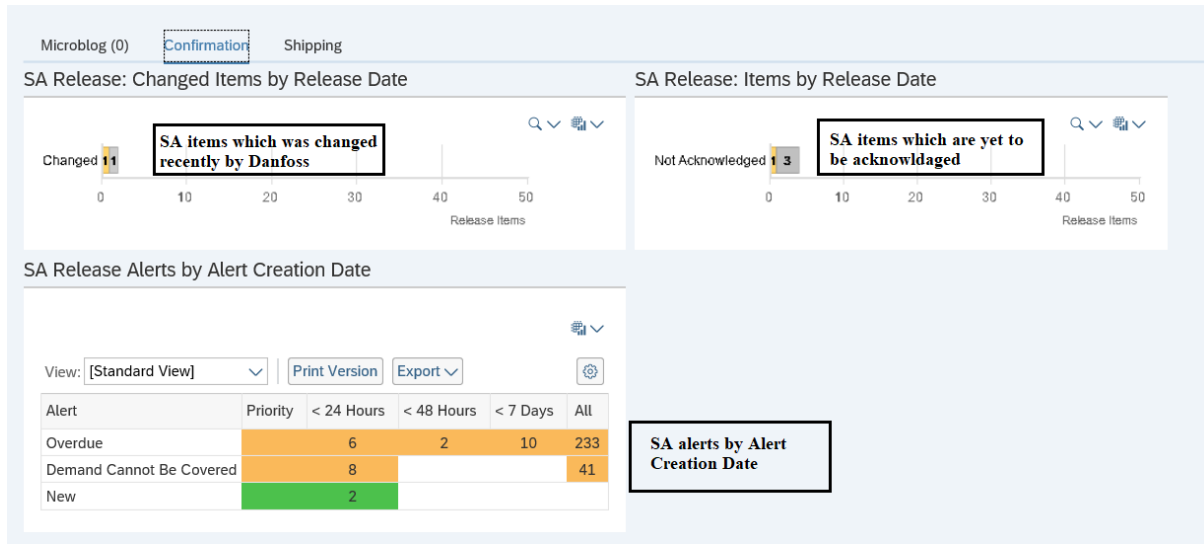 Microblog (0) Confirmation Shipping
SA Release: Changed Items by Release Date
SA items which was changed
recently by Danfoss
Changed 1 1
0 10 20 30 40 50
Release Items
SA Release: Items by Release Date
SA items which are yet to
be acknowldaged
Not Acknowledged 1 3
0 10 20 30 40 50
Release Items
SA Release Alerts by Alert Creation Date
View: [Standard View] Print Version Export
Alert Priority < 24 Hours < 48 Hours < 7 Days All
Overdue 6 2 10 233
Demand Cannot Be Covered 8 41
New 2
SA alerts by Alert
Creation Date